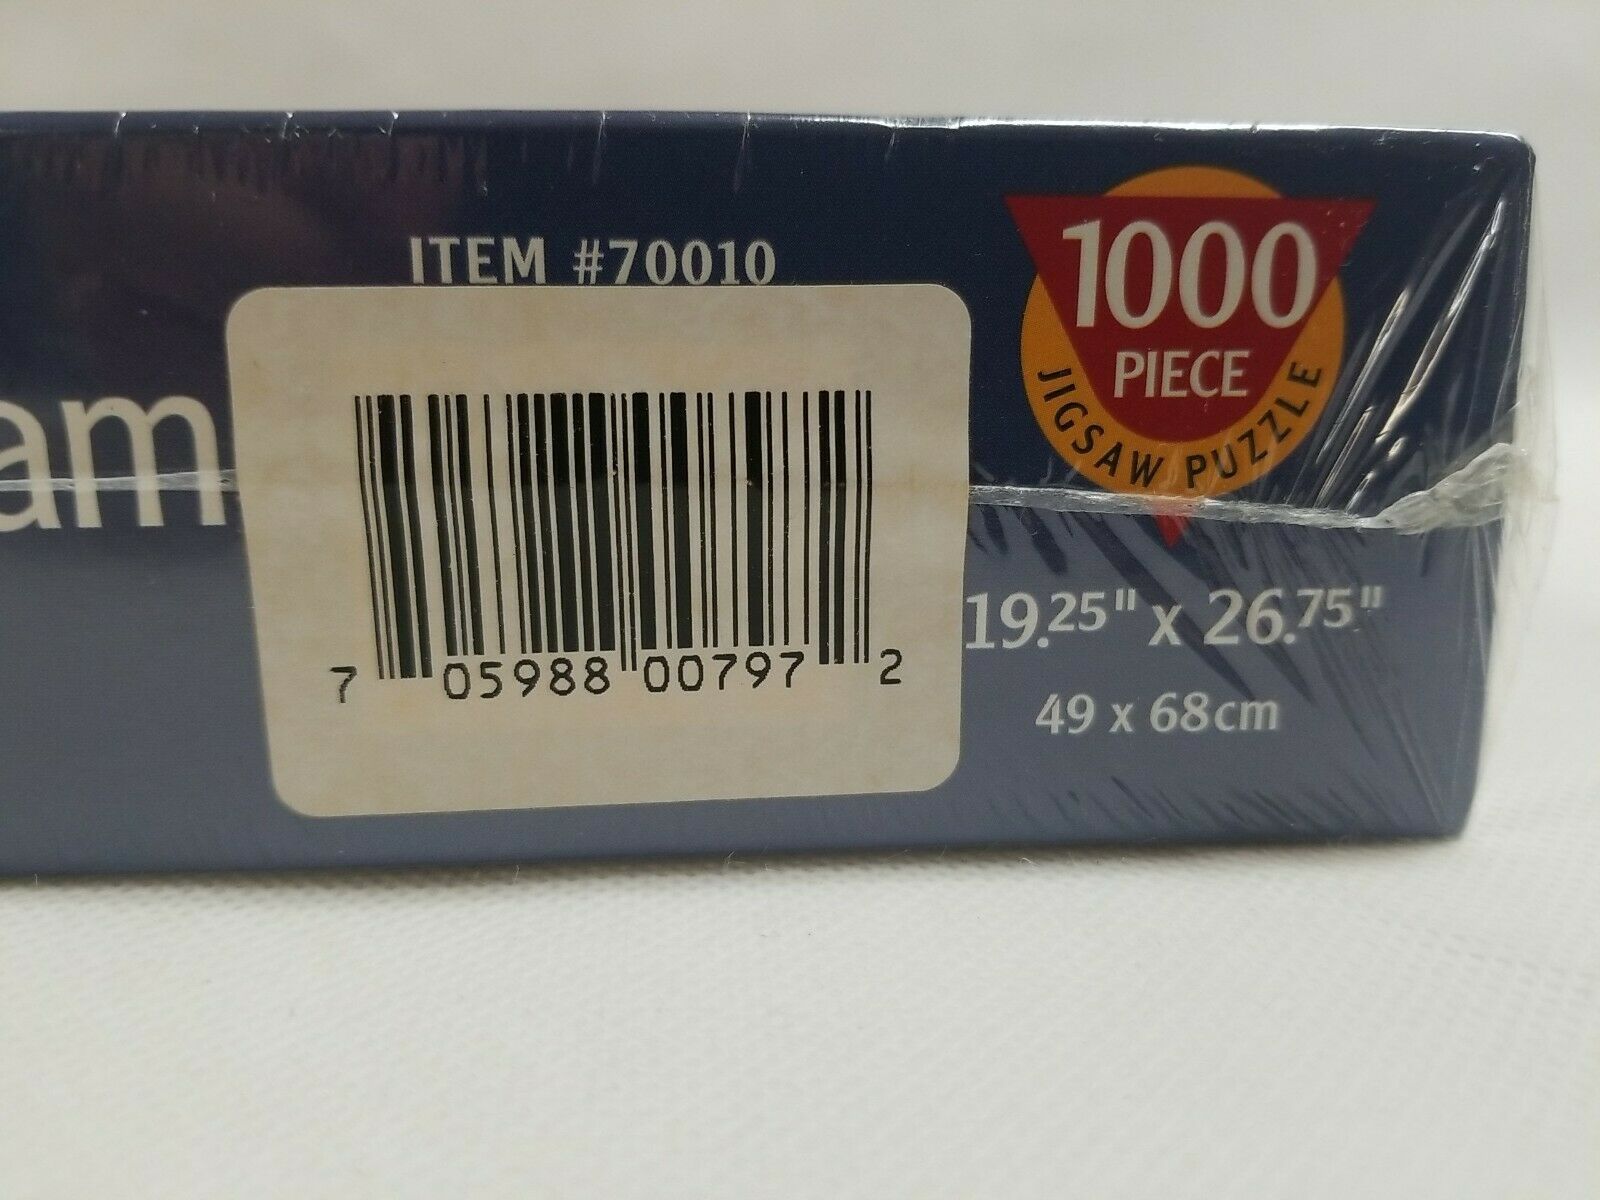 ITEM #70010
1000
PIECE
JIGSAW PUZZLE
7 05988 00797 2
19.25" x 26.75"
49 x 68cm